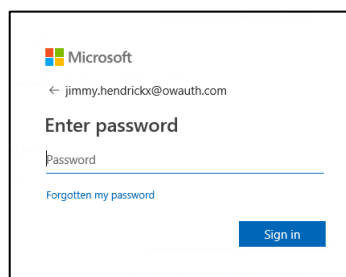 Microsoft
← jimmy.hendrickx@owauth.com
Enter password
Password
Forgotten my password
Sign in